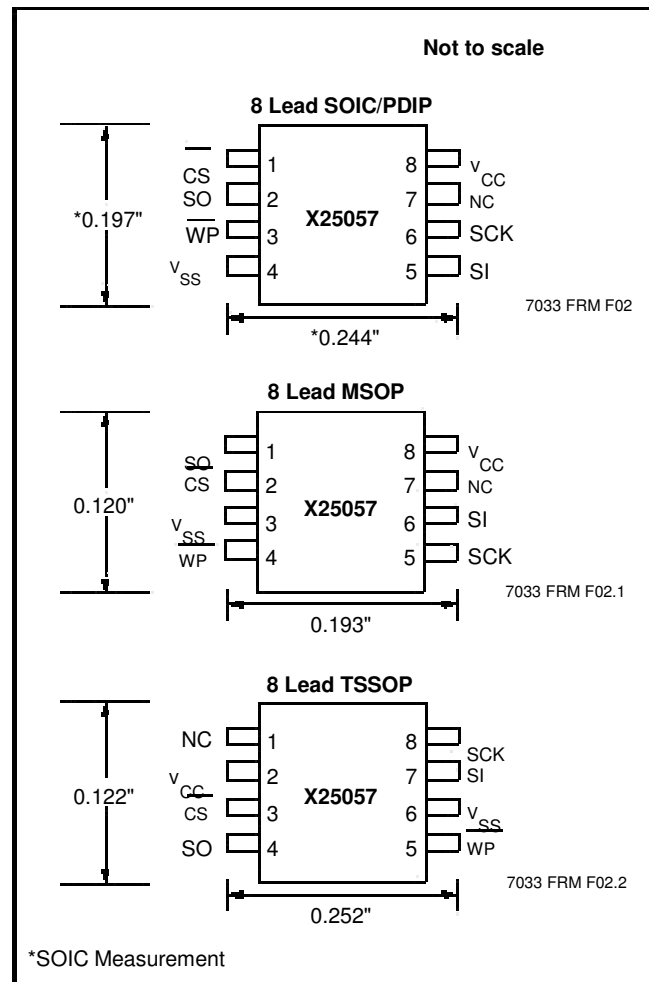 Not to scale
8 Lead SOIC/PDIP
CS 1 8 VCC
SO 2 X25057 7 NC
*0.197"
WP 3 6 SCK
VSS 4 5 SI
7033 FRM F02
*0.244"
8 Lead MSOP
SO 1 8 VCC
CS 2 7 NC
0.120" X25057
VSS 3 6 SI
WP 4 5 SCK
7033 FRM F02.1
0.193"
8 Lead TSSOP
NC 1 8 SCK
VCC 2 7 SI
0.122" X25057
CS 3 6 VSS
SO 4 5 WP
7033 FRM F02.2
0.252"
*SOIC Measurement